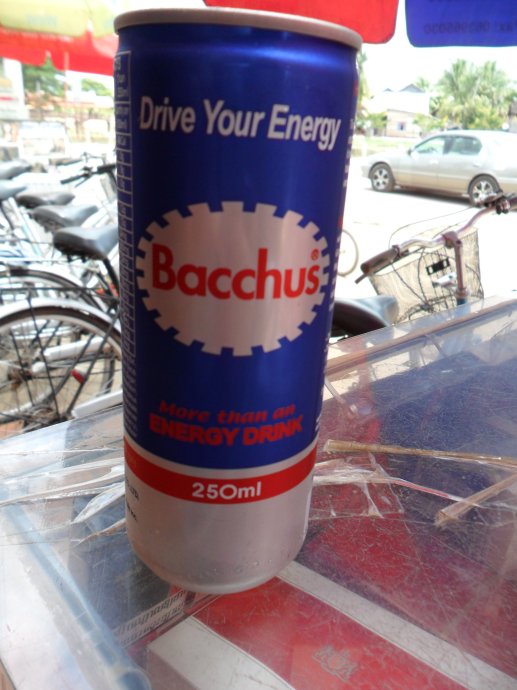 Drive Your Energy
Bacchus®
More than an
ENERGY DRINK
250ml